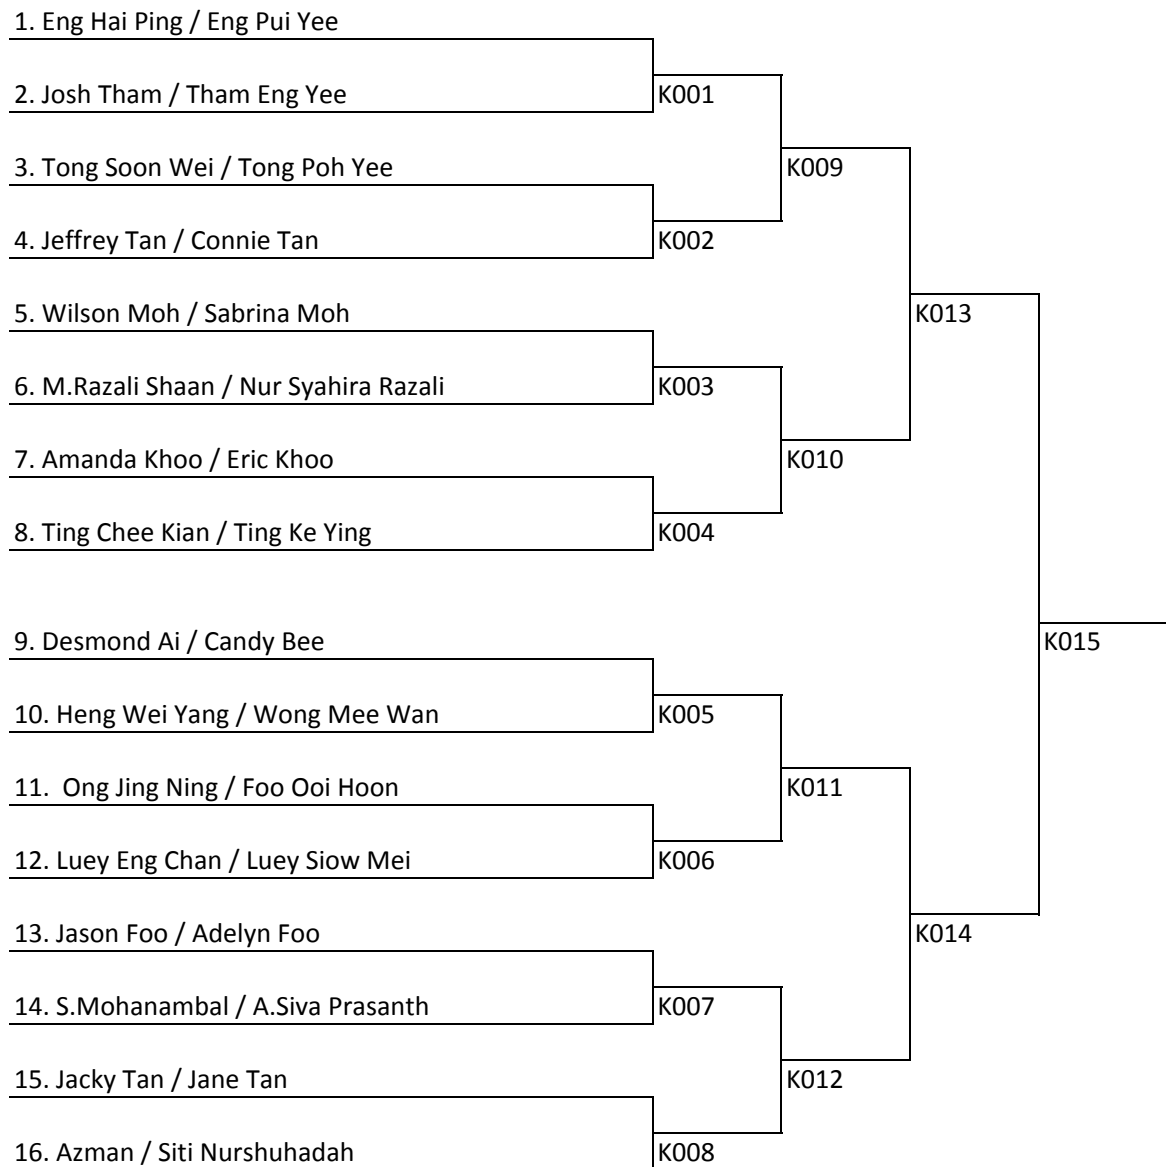 1. Eng Hai Ping / Eng Pui Yee
2. Josh Tham / Tham Eng Yee
K001
3. Tong Soon Wei / Tong Poh Yee
K009
4. Jeffrey Tan / Connie Tan
K002
5. Wilson Moh / Sabrina Moh
K013
6. M.Razali Shaan / Nur Syahira Razali
K003
7. Amanda Khoo / Eric Khoo
K010
8. Ting Chee Kian / Ting Ke Ying
K004
9. Desmond Ai / Candy Bee
K015
10. Heng Wei Yang / Wong Mee Wan
K005
11.  Ong Jing Ning / Foo Ooi Hoon
K011
12. Luey Eng Chan / Luey Siow Mei
K006
13. Jason Foo / Adelyn Foo
K014
14. S.Mohanambal / A.Siva Prasanth
K007
15. Jacky Tan / Jane Tan
K012
16. Azman / Siti Nurshuhadah
K008